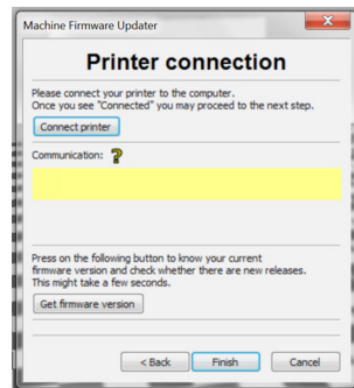 Machine Firmware Updater
Printer connection
Please connect your printer to the computer.
Once you see "Connected" you may proceed to the next step.
Connect printer
Communication: ?
Press on the following button to know your current
firmware version and check whether there are new releases.
This might take a few seconds.
Get firmware version
< Back
Finish
Cancel